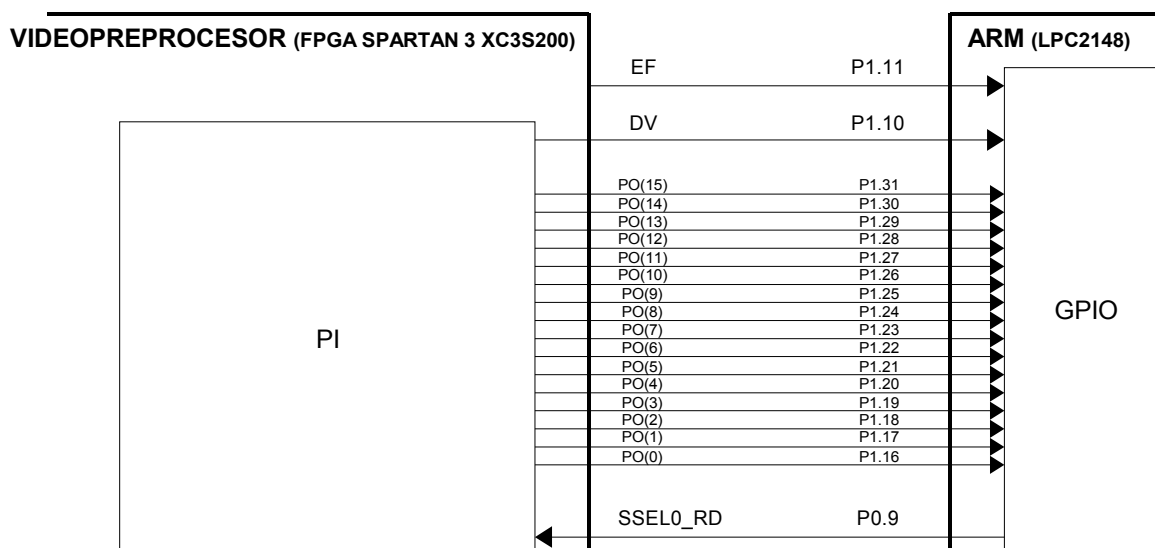 VIDEOPREPROCESOR (FPGA SPARTAN 3 XC3S200) ARM (LPC2148)
EF P1.11
DV P1.10
PO(15) P1.31
PO(14) P1.30
PO(13) P1.29
PO(12) P1.28
PO(11) P1.27
PO(10) P1.26
PO(9) P1.25
PO(8) P1.24
PO(7) P1.23
PO(6) P1.22
PO(5) P1.21
PO(4) P1.20
PO(3) P1.19
PO(2) P1.18
PO(1) P1.17
PO(0) P1.16
PI
GPIO
SSEL0_RD P0.9